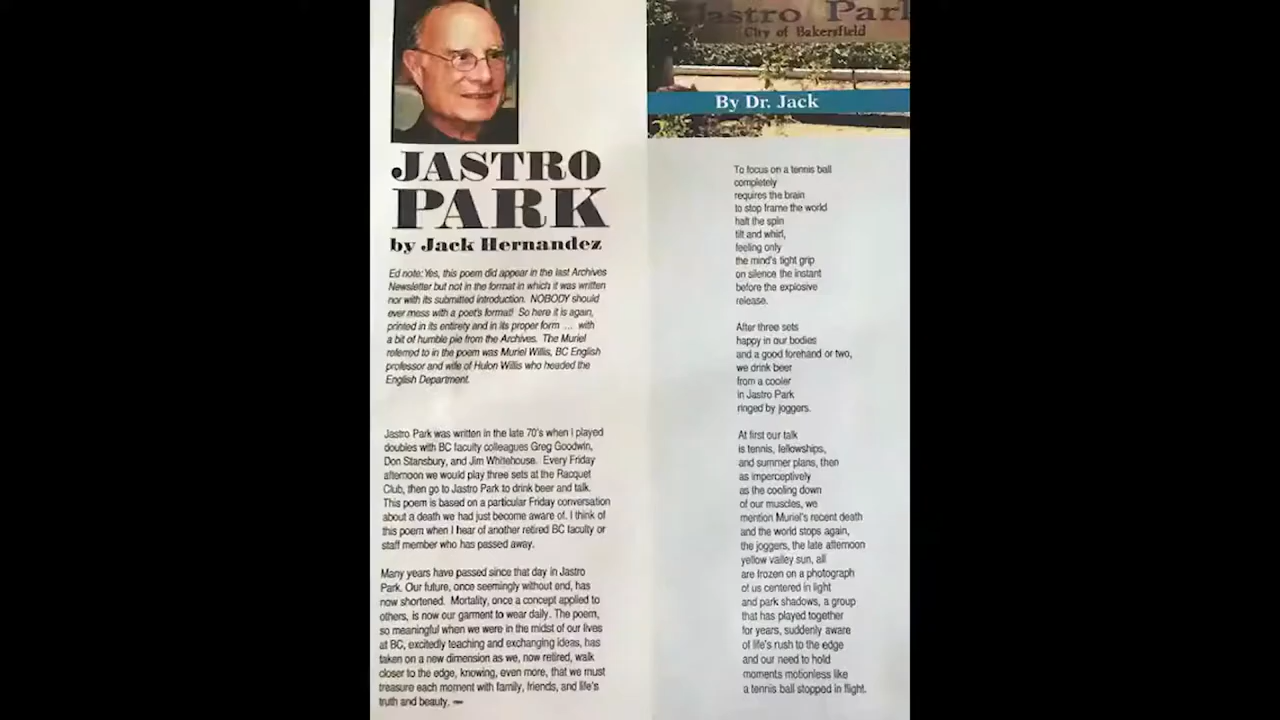 JASTRO
PARK
by Jack Hernandez
Ed note: Yes, this poem did appear in the last Archives
Newsletter but not in the format in which it was written
nor with its submitted introduction. NOBODY should
ever mess with a poet's format! So here it is again,
printed in its entirety and in its proper form ... with
a bit of humble pie from the Archives. The Muriel
referred to in the poem was Muriel Willis, BC English
professor and wife of Hulon Willis who headed the
English Department.
Jastro Park was written in the late 70's when I played
doubles with BC faculty colleagues Greg Goodwin,
Don Stansbury, and Jim Whitehouse. Every Friday
afternoon we would play three sets at the Racquet
Club, then go to Jastro Park to drink beer and talk.
This poem is based on a particular Friday conversation
about a death we had just become aware of. I think of
this poem when I hear of another retired BC faculty or
staff member who has passed away.
Many years have passed since that day in Jastro
Park. Our future, once seemingly without end, has
now shortened. Mortality, once a concept applied to
others, is now our garment to wear daily. The poem,
so meaningful when we were in the midst of our lives
at BC, excitedly teaching and exchanging ideas, has
taken on a new dimension as we, now retired, walk
closer to the edge, knowing, even more, that we must
treasure each moment with family, friends, and life's
truth and beauty.
Jastro Park
City of Bakersfield
By Dr. Jack
To focus on a tennis ball
completely
requires the brain
to stop frame the world
halt the spin
tilt and whirl,
feeling only
the mind's tight grip
on silence the instant
before the explosive
release.
After three sets
happy in our bodies
and a good forehand or two,
we drink beer
from a cooler
in Jastro Park
ringed by joggers.
At first our talk
is tennis, fellowships,
and summer plans, then
as imperceptively
as the cooling down
of our muscles, we
mention Muriel's recent death
and the world stops again,
the joggers, the late afternoon
yellow valley sun, all
are frozen on a photograph
of us centered in light
and park shadows, a group
that has played together
for years, suddenly aware
of life's rush to the edge
and our need to hold
moments motionless like
a tennis ball stopped in flight.